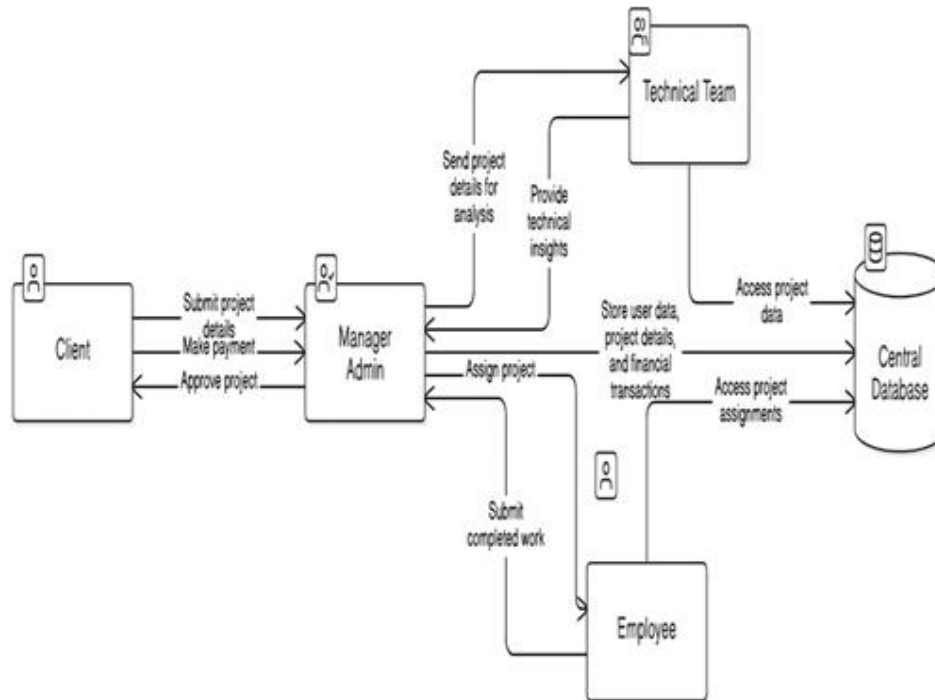 Technical Team
Send project
details for
analysis
Provide
technical
insights
Client
Submit project
details
Make payment
Approve project
Manager
Admin
Assign project
Store user data,
project details,
and financial
transactions
Access project
data
Central
Database
Access project
assignments
Submit
completed work
Employee